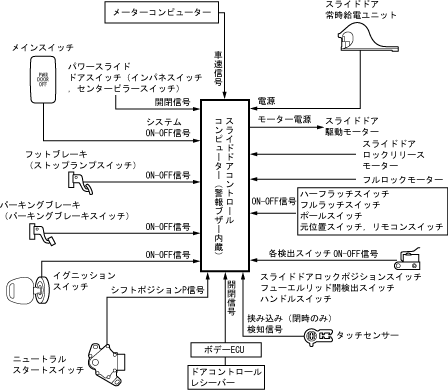 メーターコンピューター
スライドドア
常時給電ユニット
メインスイッチ
PWR
DOOR
OFF
パワースライド
ドアスイッチ（インパネスイッチ
，センターピラースイッチ）
車速信号
開閉信号
電源
システム
ON-OFF信号
モーター電源
スライドドア
駆動モーター
スライドドアコントロール
コンピューター（警報ブザー内蔵）
フットブレーキ
（ストップランプスイッチ）
ON-OFF信号
スライドドア
ロックリリース
モーター
フルロックモーター
ON-OFF信号
ハーフラッチスイッチ
フルラッチスイッチ
ポールスイッチ
元位置スイッチ，リモコンスイッチ
パーキングブレーキ
（パーキングブレーキスイッチ）
ON-OFF信号
ON-OFF信号
各検出スイッチON-OFF信号
イグニッション
スイッチ
スライドドアロックポジションスイッチ
フューエルリッド開検出スイッチ
ハンドルスイッチ
シフトポジションP信号
開閉信号
挟み込み（閉時のみ）
検知信号
タッチセンサー
ニュートラル
スタートスイッチ
ボデーECU
ドアコントロール
レシーバー